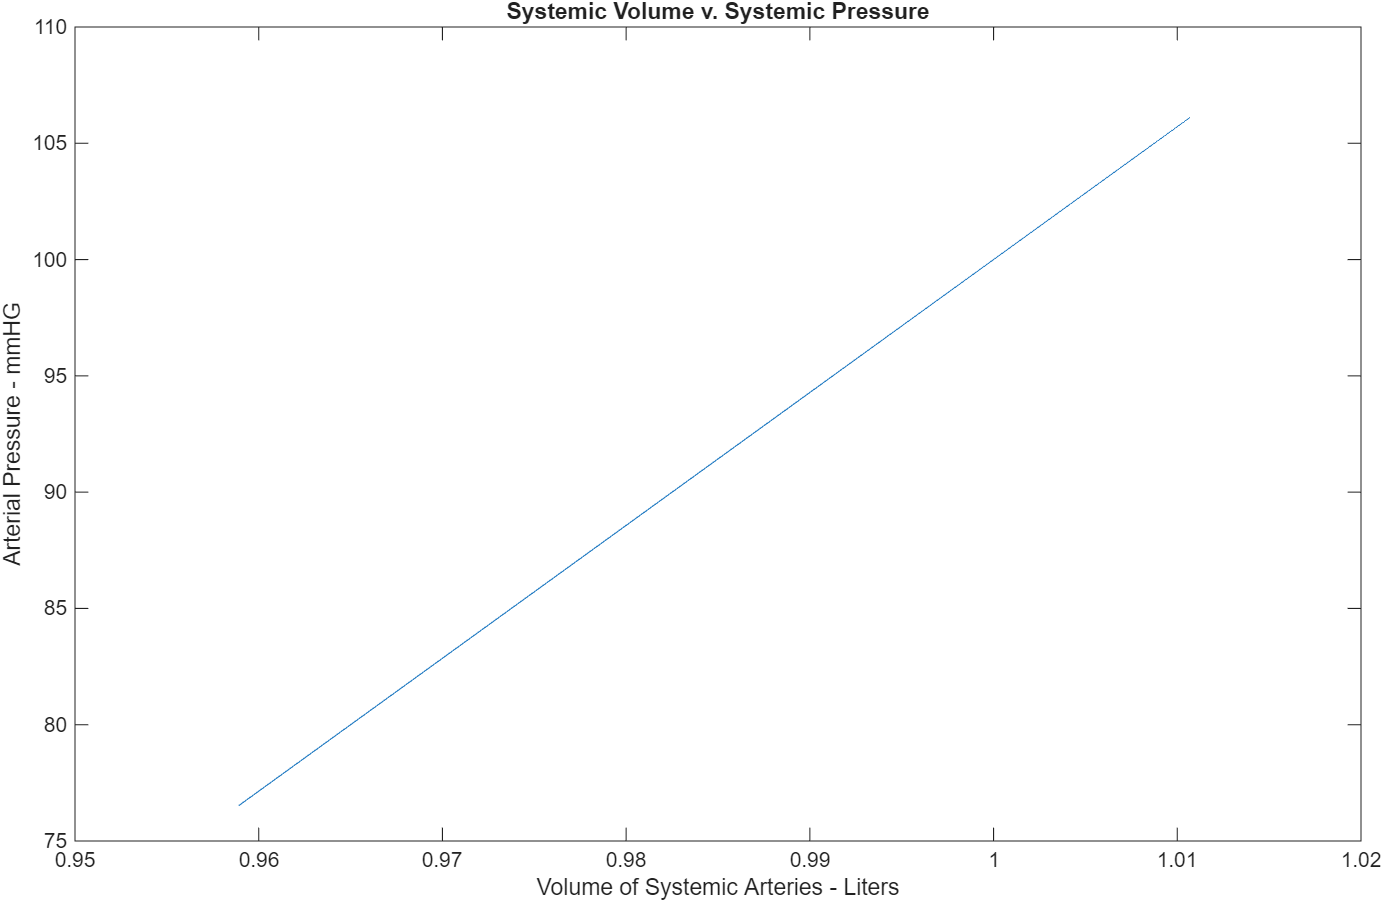 Systemic Volume v. Systemic Pressure
110
105
100
95
90
85
80
75
Arterial Pressure - mmHG
0.95 0.96 0.97 0.98 0.99 1 1.01 1.02
Volume of Systemic Arteries - Liters